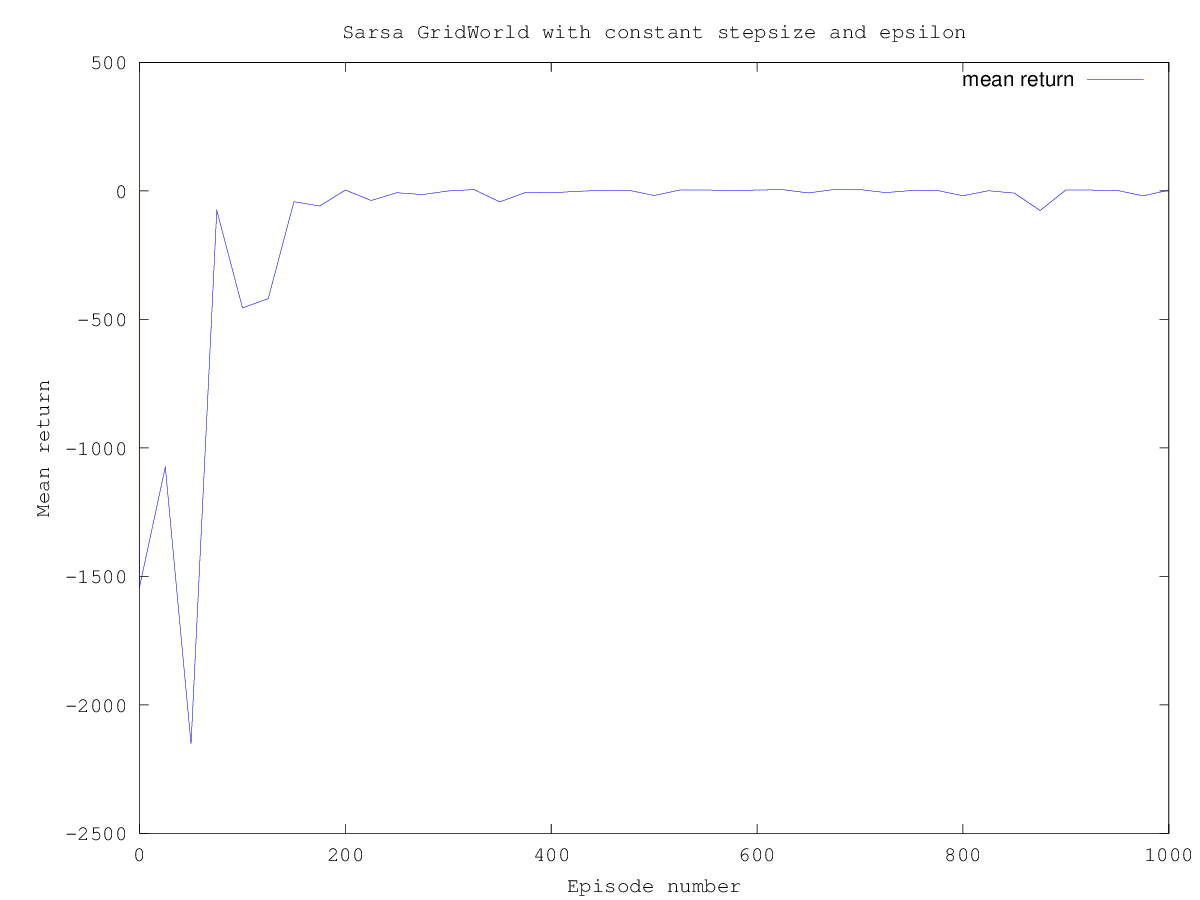 Sarsa GridWorld with constant stepsize and epsilon
500
mean return
0
-500
-1000
-1500
-2000
-2500
Mean return
0 200 400 600 800 1000
Episode number